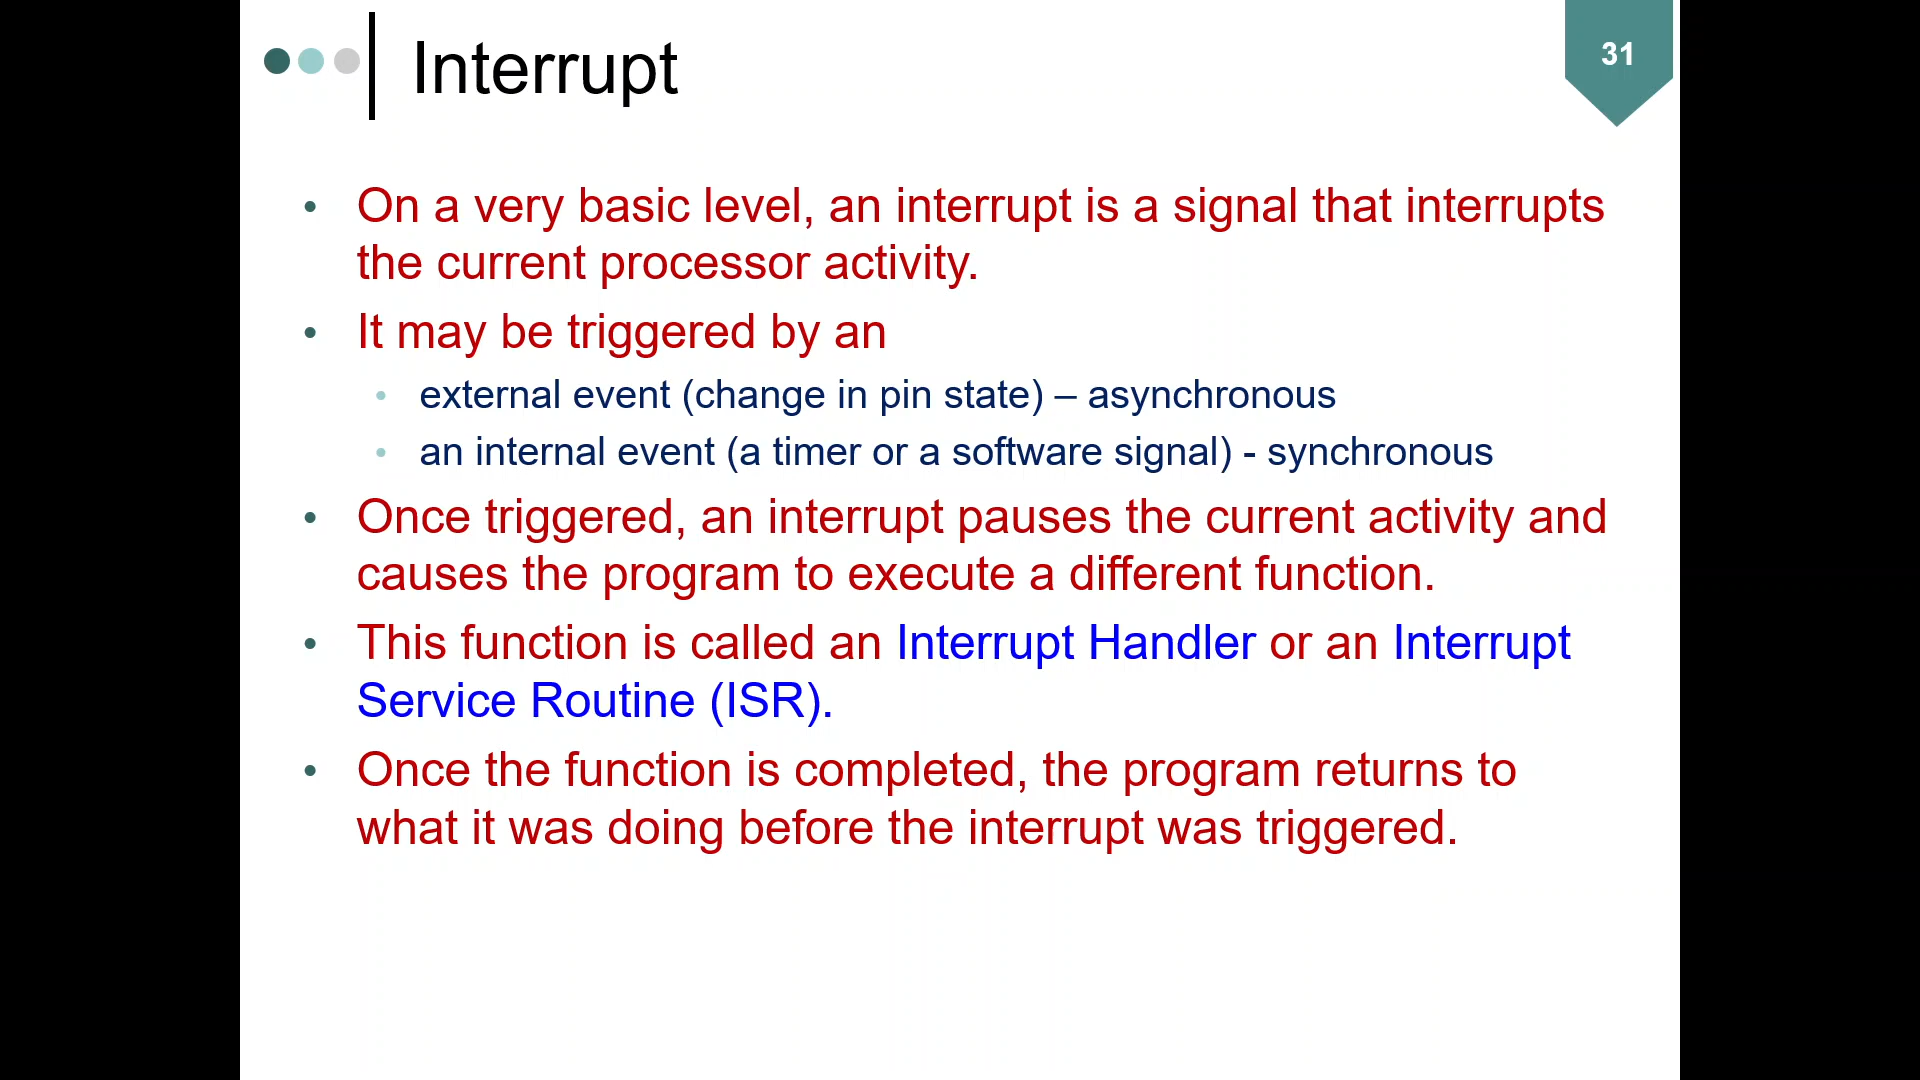 Interrupt
31
• On a very basic level, an interrupt is a signal that interrupts
the current processor activity.
• It may be triggered by an
• external event (change in pin state) – asynchronous
• an internal event (a timer or a software signal) - synchronous
• Once triggered, an interrupt pauses the current activity and
causes the program to execute a different function.
• This function is called an Interrupt Handler or an Interrupt
Service Routine (ISR).
• Once the function is completed, the program returns to
what it was doing before the interrupt was triggered.